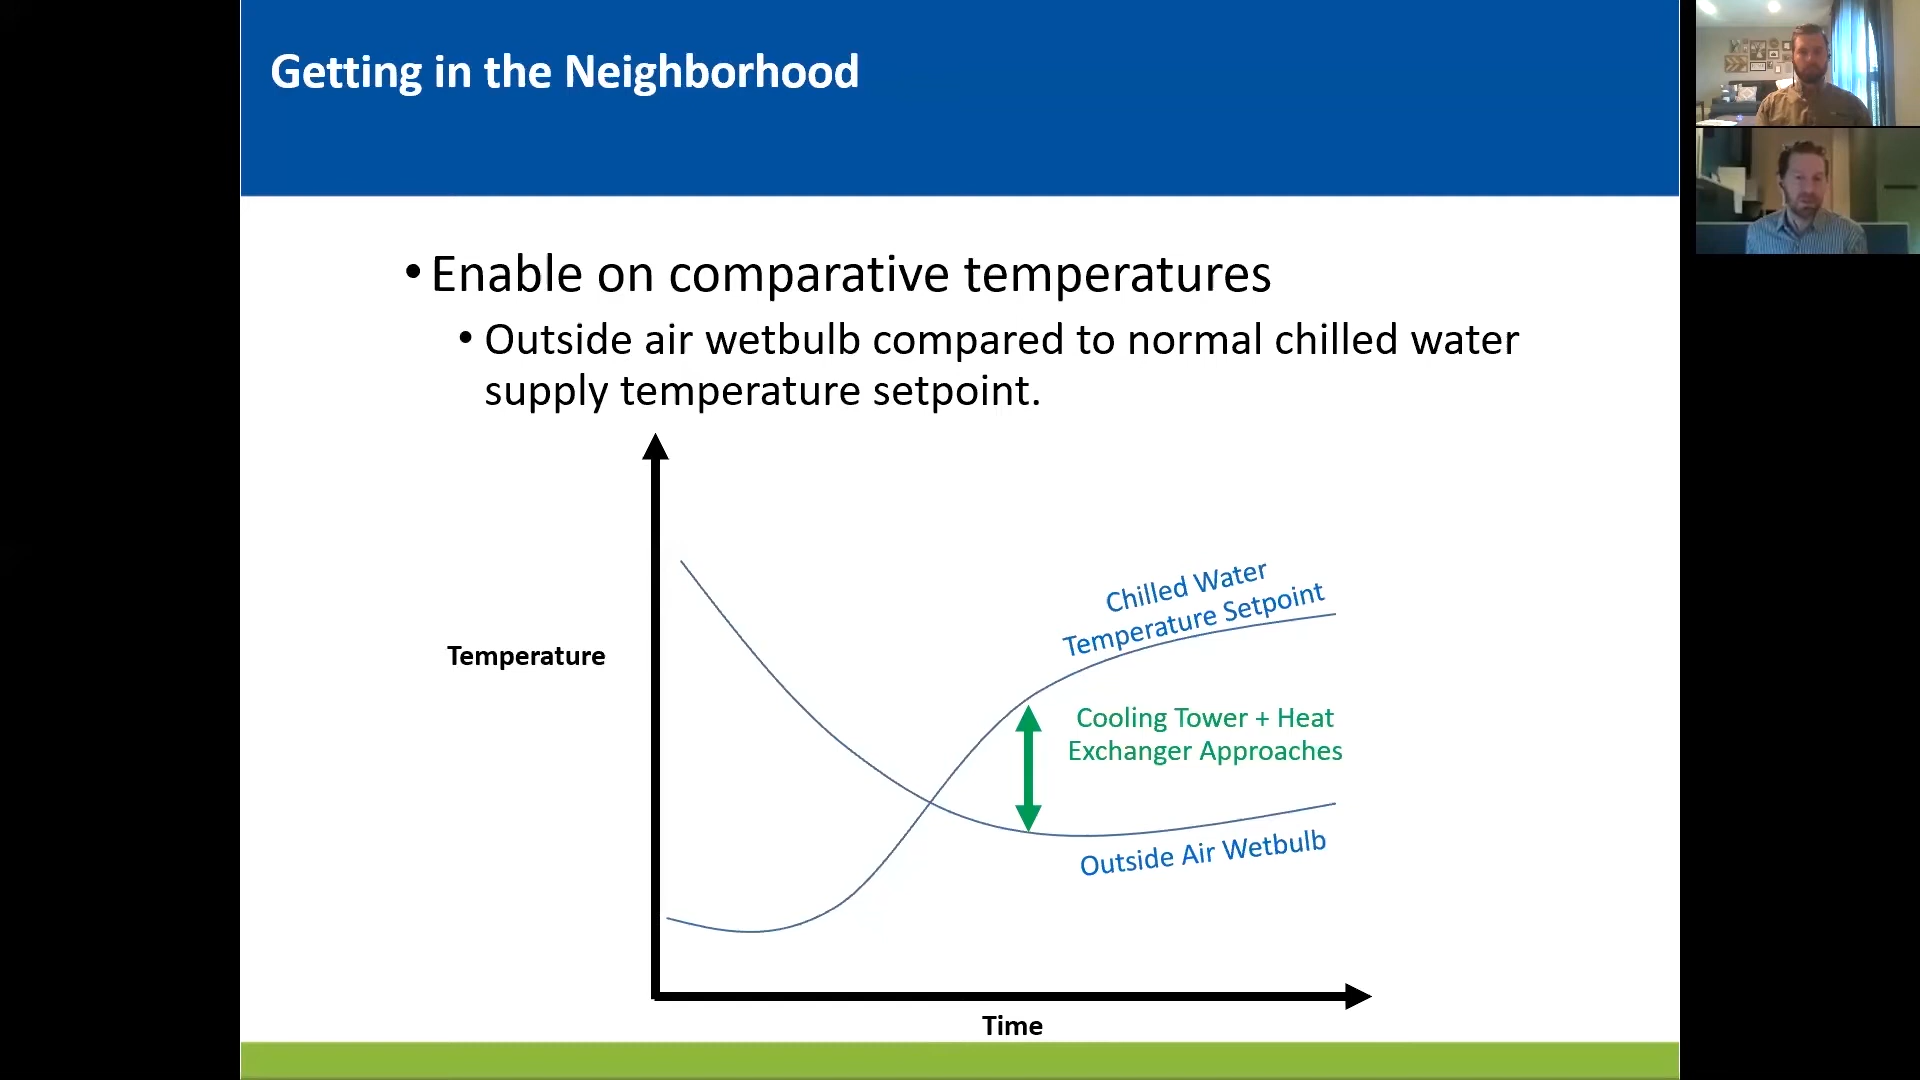 Getting in the Neighborhood
• Enable on comparative temperatures
• Outside air wetbulb compared to normal chilled water
supply temperature setpoint.
Chilled Water
Temperature Setpoint
Temperature
Cooling Tower + Heat
Exchanger Approaches
Outside Air Wetbulb
Time